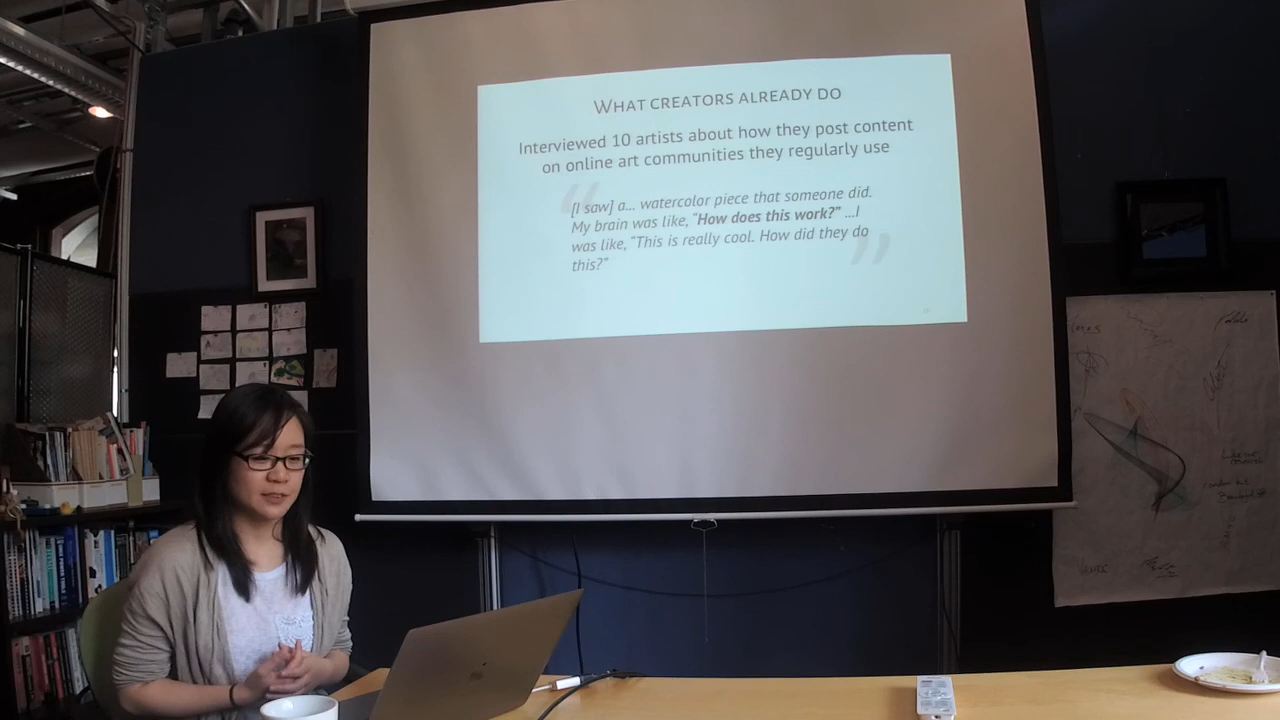 WHAT CREATORS ALREADY DO
Interviewed 10 artists about how they post content
on online art communities they regularly use
“
[I saw] a... watercolor piece that someone did.
My brain was like, “How does this work?” ...I
was like, “This is really cool. How did they do
this?”
”